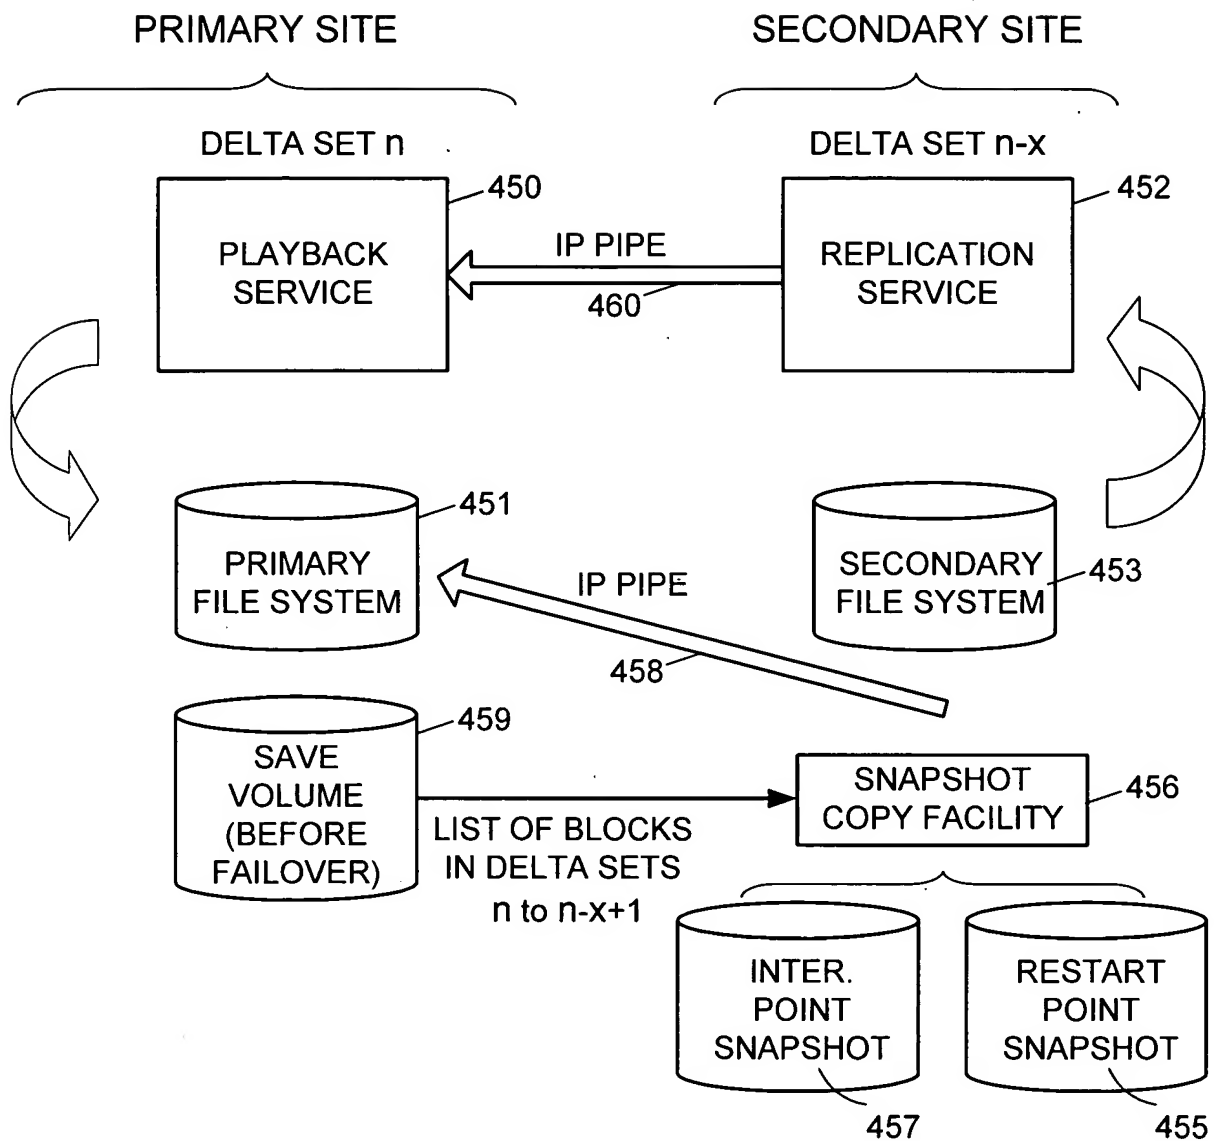 PRIMARY SITE
SECONDARY SITE
DELTA SET n
DELTA SET n-x
450
452
PLAYBACK
SERVICE
IP PIPE
460
REPLICATION
SERVICE
451
PRIMARY
FILE SYSTEM
IP PIPE
458
SECONDARY
FILE SYSTEM
453
459
SAVE
VOLUME
(BEFORE
FAILOVER)
LIST OF BLOCKS
IN DELTA SETS
n to n-x+1
SNAPSHOT
COPY FACILITY
456
INTER.
POINT
SNAPSHOT
RESTART
POINT
SNAPSHOT
457
455